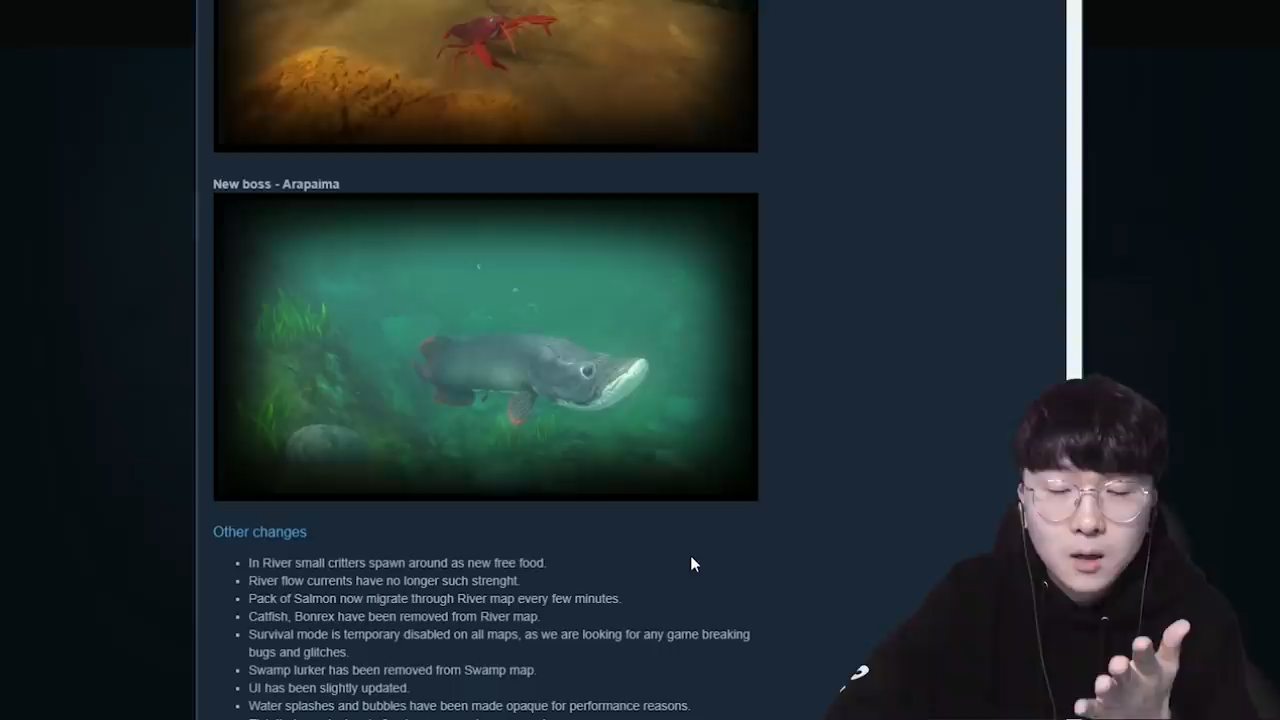 New boss - Arapaima
Other changes
In River small critters spawn around as new free food.
River flow currents have no longer such strenght.
Pack of Salmon now migrate through River map every few minutes.
Catfish, Bonrex have been removed from River map.
Survival mode is temporary disabled on all maps, as we are looking for any game breaking
bugs and glitches.
Swamp lurker has been removed from Swamp map.
UI has been slightly updated.
Water splashes and bubbles have been made opaque for performance reasons.